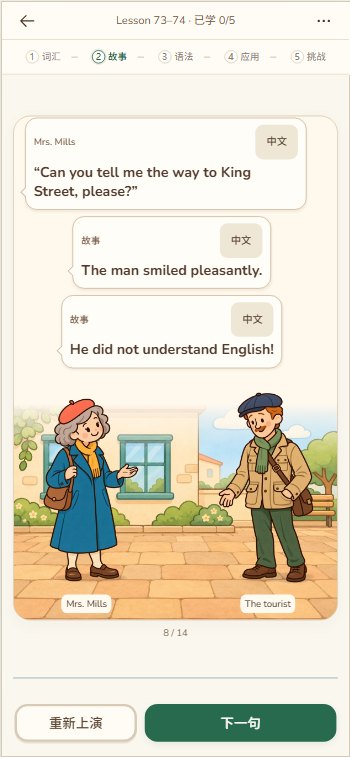 Lesson 73–74 · 已学 0/5
1 词汇 2 故事 3 语法 4 应用 5 挑战
Mrs. Mills
中文
“Can you tell me the way to King
Street, please?”
故事
中文
The man smiled pleasantly.
故事
中文
He did not understand English!
Mrs. Mills
The tourist
8 / 14
重新上演
下一句